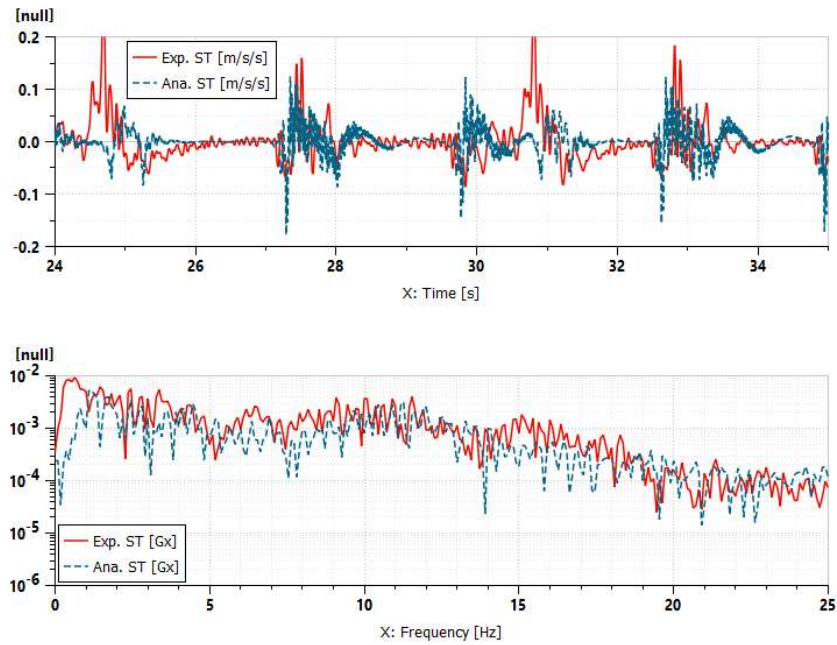 [null]
0.2
0.1
0.0
-0.1
-0.2
Exp. ST [m/s/s]
Ana. ST [m/s/s]
24 26 28 30 32 34
X: Time [s]
[null]
10⁻²
10⁻³
10⁻⁴
10⁻⁵
10⁻⁶
Exp. ST [Gx]
Ana. ST [Gx]
0 5 10 15 20 25
X: Frequency [Hz]